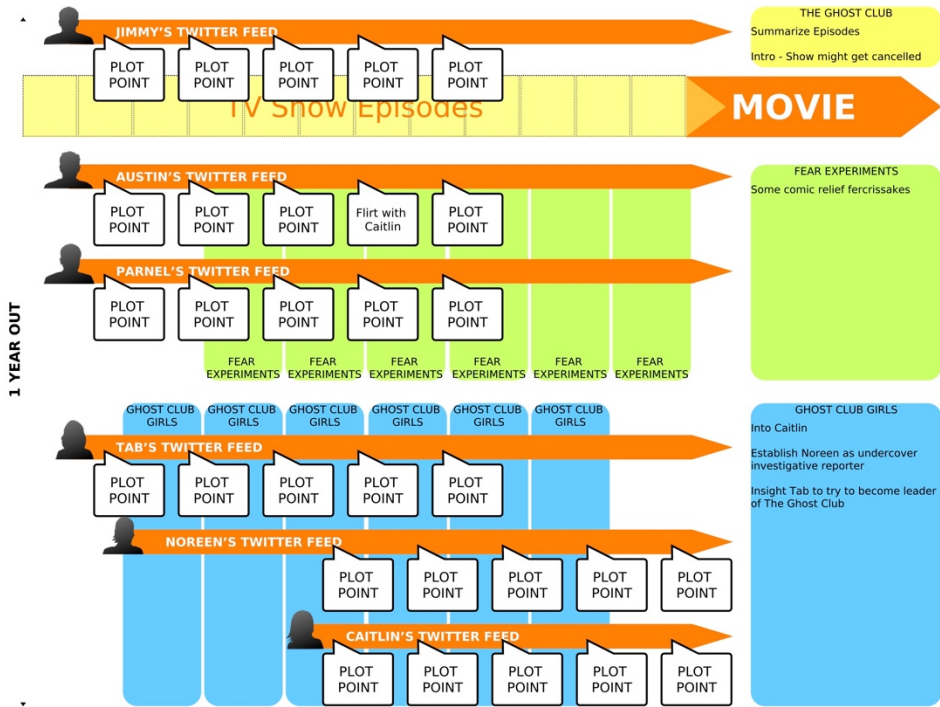 JIMMY'S TWITTER FEED
PLOT
POINT
PLOT
POINT
PLOT
POINT
PLOT
POINT
PLOT
POINT
THE GHOST CLUB
Summarize Episodes
Intro - Show might get cancelled
TV Show Episodes
MOVIE
1 YEAR OUT
AUSTIN'S TWITTER FEED
PLOT
POINT
PLOT
POINT
PLOT
POINT
Flirt with
Caitlin
PLOT
POINT
PARNEL'S TWITTER FEED
PLOT
POINT
PLOT
POINT
PLOT
POINT
PLOT
POINT
PLOT
POINT
FEAR
EXPERIMENTS
FEAR
EXPERIMENTS
FEAR
EXPERIMENTS
FEAR
EXPERIMENTS
FEAR
EXPERIMENTS
FEAR
EXPERIMENTS
FEAR EXPERIMENTS
Some comic relief fercrissakes
GHOST CLUB
GIRLS
GHOST CLUB
GIRLS
GHOST CLUB
GIRLS
GHOST CLUB
GIRLS
GHOST CLUB
GIRLS
GHOST CLUB
GIRLS
TAB'S TWITTER FEED
PLOT
POINT
PLOT
POINT
PLOT
POINT
PLOT
POINT
PLOT
POINT
NOREEN'S TWITTER FEED
PLOT
POINT
PLOT
POINT
PLOT
POINT
PLOT
POINT
PLOT
POINT
CAITLIN'S TWITTER FEED
PLOT
POINT
PLOT
POINT
PLOT
POINT
PLOT
POINT
PLOT
POINT
GHOST CLUB GIRLS
Into Caitlin
Establish Noreen as undercover
investigative reporter
Insight Tab to try to become leader
of The Ghost Club